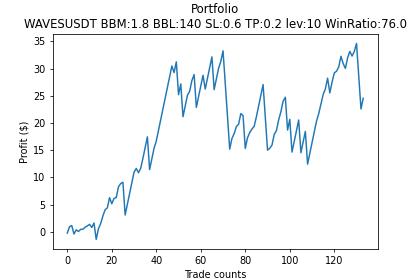 Portfolio
WAVESUSDT BBM:1.8 BBL:140 SL:0.6 TP:0.2 lev:10 WinRatio:76.0
35
30
25
20
15
10
5
0
Profit ($)
0 20 40 60 80 100 120
Trade counts